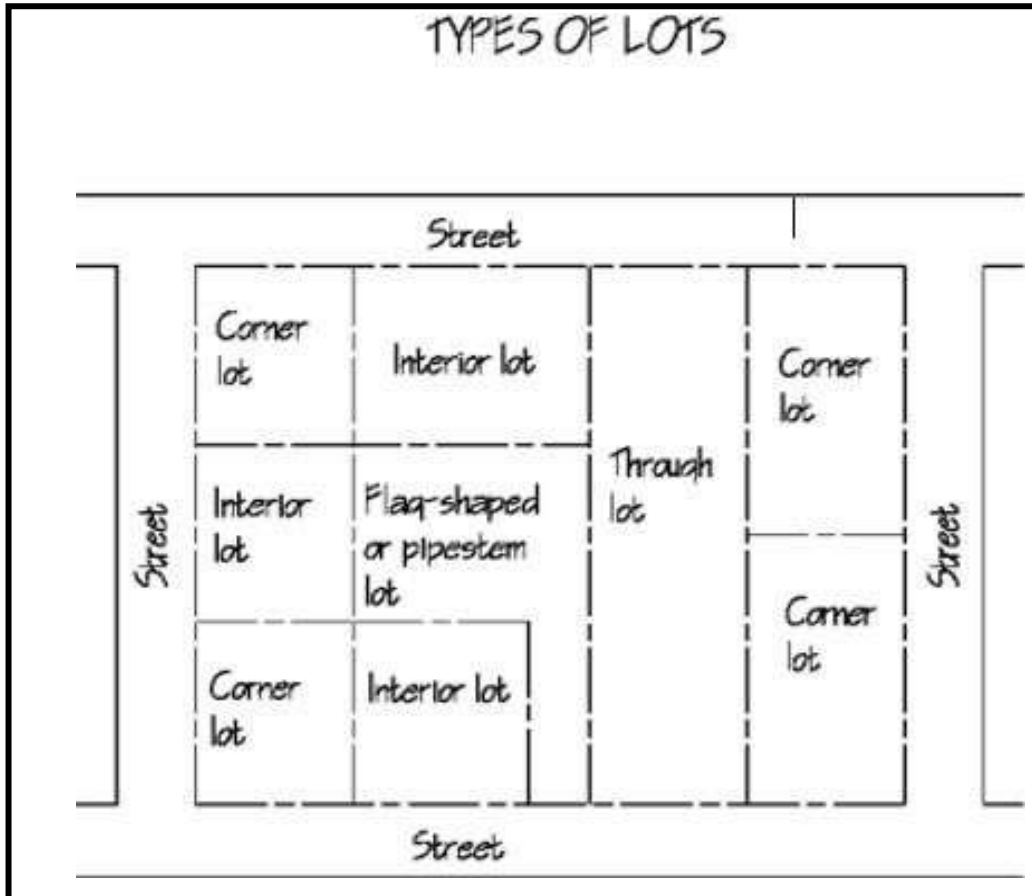 TYPES OF LOTS
Street
Corner
lot
Interior lot
Corner
lot
Through
lot
Interior
lot
Flag-shaped
or pipestem
lot
Street
Street
Corner
lot
Corner
lot
Interior lot
Street